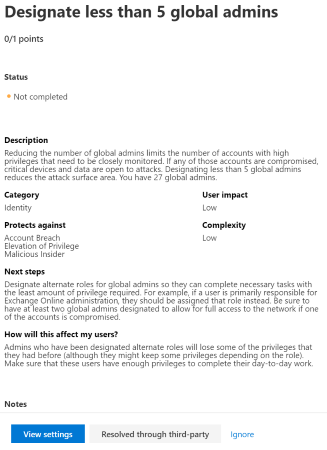 Designate less than 5 global admins
0/1 points
Status
Not completed
Description
Reducing the number of global admins limits the number of accounts with high
privileges that need to be closely monitored. If any of those accounts are compromised,
critical devices and data are open to attacks. Designating less than 5 global admins
reduces the attack surface area. You have 27 global admins.
Category
User impact
Identity
Low
Protects against
Complexity
Account Breach
Low
Elevation of Privilege
Malicious Insider
Next steps
Designate alternate roles for global admins so they can complete necessary tasks with
the least amount of privilege required. For example, if a user is primarily responsible for
Exchange Online administration, they should be assigned that role instead. Be sure to
have at least two global admins designated to allow for full access to the network if one
of the accounts is compromised.
How will this affect my users?
Admins who have been designated alternate roles will lose some of the privileges that
they had before (although they might keep some privileges depending on the role).
Make sure that these users have enough privileges to complete their day-to-day work.
Notes
View settings
Resolved through third-party
Ignore